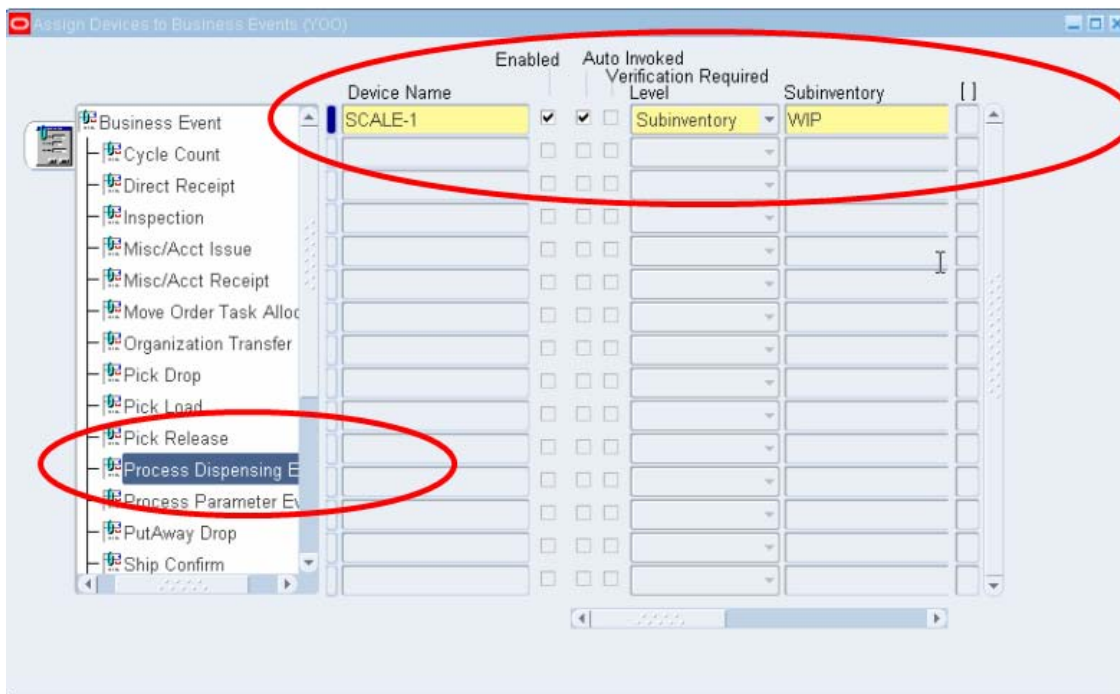 Assign Devices to Business Events (YOO)
Enabled Auto Invoked
Verification Required
Device Name Level Subinventory [ ]
Business Event SCALE-1 Subinventory WIP
Cycle Count
Direct Receipt
Inspection
Misc/Acct Issue
Misc/Acct Receipt
Move Order Task Alloc
Organization Transfer
Pick Drop
Pick Load
Pick Release
Process Dispensing E
Process Parameter Ev
PutAway Drop
Ship Confirm